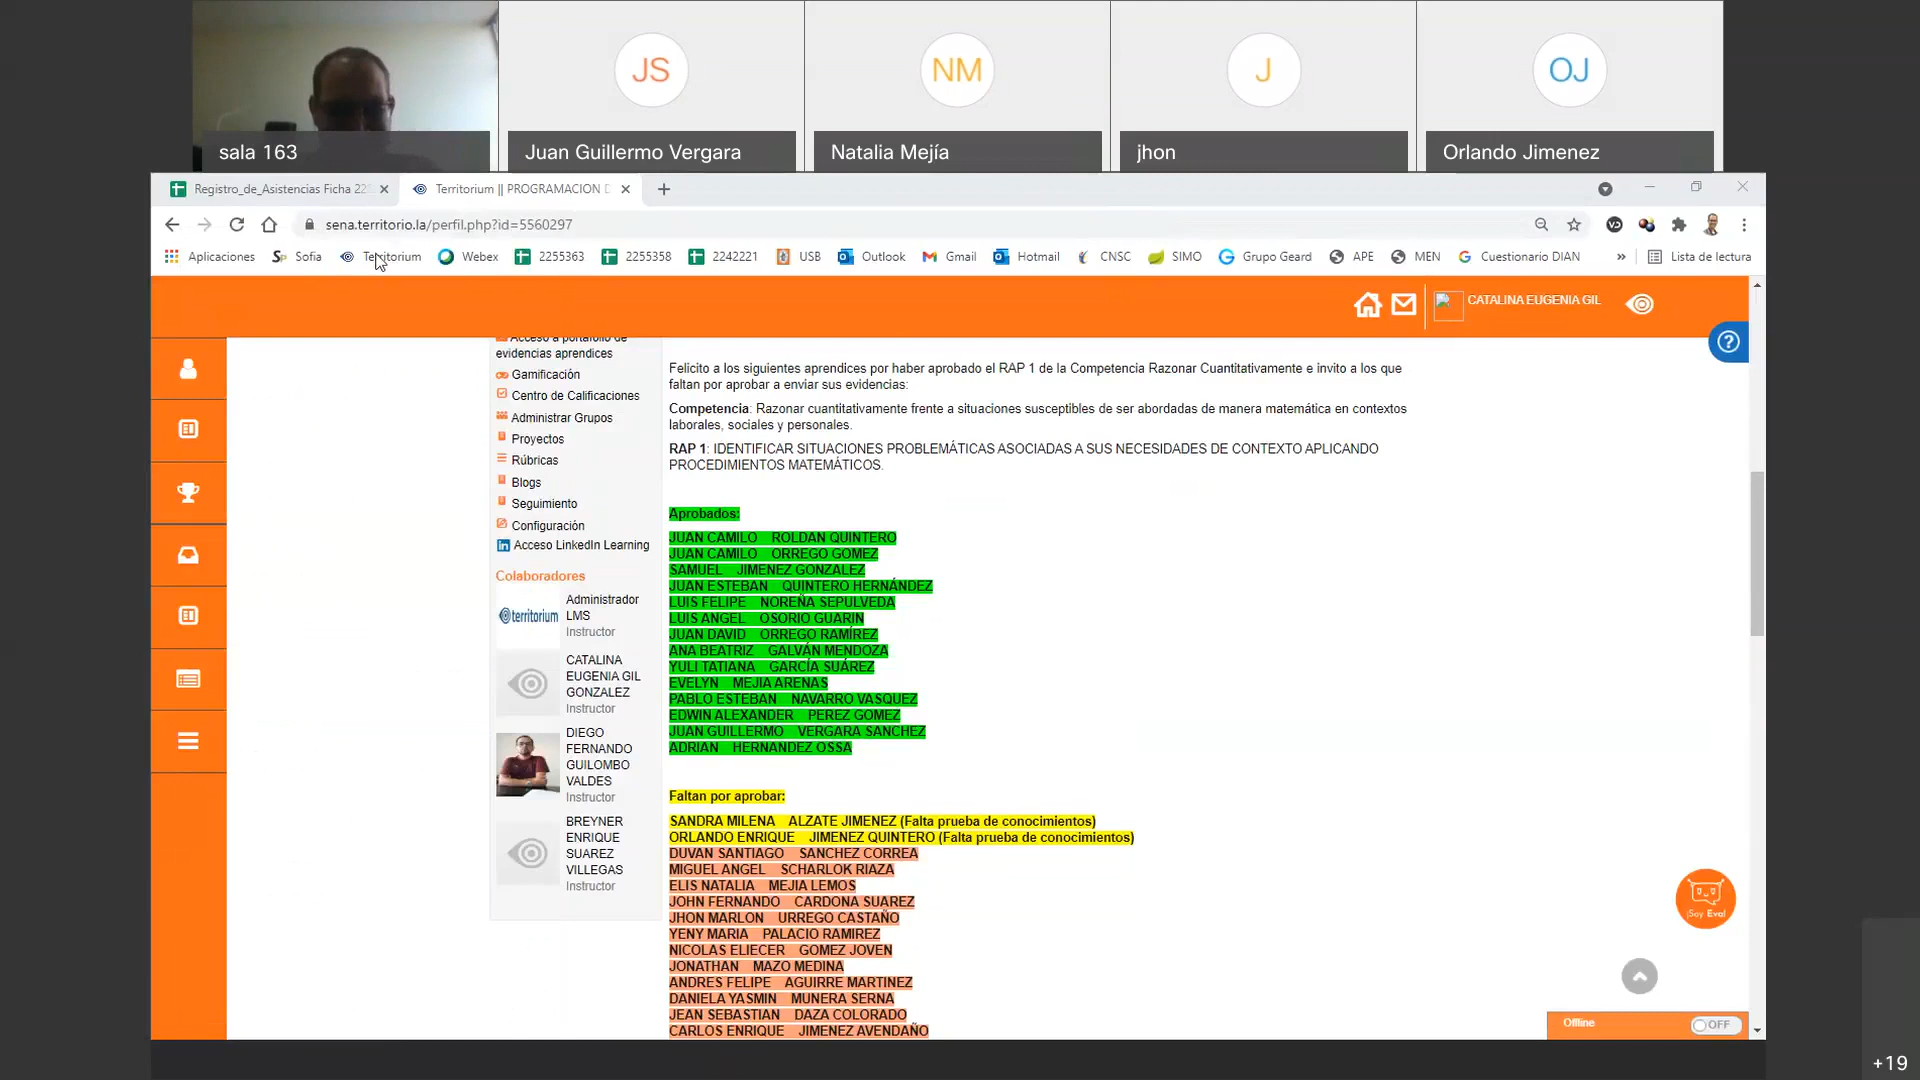 JS
NM
J
OJ
sala 163
Juan Guillermo Vergara
Natalia Mejía
jhon
Orlando Jimenez
Registro_de_Asistencias Ficha 22
Territorium || PROGRAMACION D
sena.territorio.la/perfil.php?id=5560297
Aplicaciones
Sofia
Territorium
Webex
2255363
2255358
2242221
USB
Outlook
Gmail
Hotmail
CNSC
SIMO
Grupo Geard
APE
MEN
Cuestionario DIAN
»
Lista de lectura
CATALINA EUGENIA GIL
Acceso a portafolio de
evidencias aprendices
Gamificación
Centro de Calificaciones
Administrar Grupos
Proyectos
Rúbricas
Blogs
Seguimiento
Configuración
Acceso LinkedIn Learning
Colaboradores
territorium
Administrador
LMS
Instructor
CATALINA
EUGENIA GIL
GONZALEZ
Instructor
DIEGO
FERNANDO
GUILOMBO
VALDES
Instructor
BREYNER
ENRIQUE
SUAREZ
VILLEGAS
Instructor
Felicito a los siguientes aprendices por haber aprobado el RAP 1 de la Competencia Razonar Cuantitativamente e invito a los que
faltan por aprobar a enviar sus evidencias:
Competencia: Razonar cuantitativamente frente a situaciones susceptibles de ser abordadas de manera matemática en contextos
laborales, sociales y personales.
RAP 1: IDENTIFICAR SITUACIONES PROBLEMÁTICAS ASOCIADAS A SUS NECESIDADES DE CONTEXTO APLICANDO
PROCEDIMIENTOS MATEMÁTICOS.
Aprobados:
JUAN CAMILO ROLDAN QUINTERO
JUAN CAMILO ORREGO GOMEZ
SAMUEL JIMENEZ GONZALEZ
JUAN ESTEBAN QUINTERO HERNÁNDEZ
LUIS FELIPE NOREÑA SEPULVEDA
LUIS ANGEL OSORIO GUARIN
JUAN DAVID ORREGO RAMÍREZ
ANA BEATRIZ GALVÁN MENDOZA
YULI TATIANA GARCÍA SUÁREZ
EVELYN MEJIA ARENAS
PABLO ESTEBAN NAVARRO VASQUEZ
EDWIN ALEXANDER PEREZ GOMEZ
JUAN GUILLERMO VERGARA SANCHEZ
ADRIAN HERNANDEZ OSSA
Faltan por aprobar:
SANDRA MILENA ALZATE JIMENEZ (Falta prueba de conocimientos)
ORLANDO ENRIQUE JIMENEZ QUINTERO (Falta prueba de conocimientos)
DUVAN SANTIAGO SANCHEZ CORREA
MIGUEL ANGEL SCHARLOK RIAZA
ELIS NATALIA MEJIA LEMOS
JOHN FERNANDO CARDONA SUAREZ
JHON MARLON URREGO CASTAÑO
YENY MARIA PALACIO RAMIREZ
NICOLAS ELIECER GOMEZ JOVEN
JONATHAN MAZO MEDINA
ANDRES FELIPE AGUIRRE MARTINEZ
DANIELA YASMIN MUNERA SERNA
JEAN SEBASTIAN DAZA COLORADO
CARLOS ENRIQUE JIMENEZ AVENDAÑO
¡Soy Eva!
Offline
OFF
+19